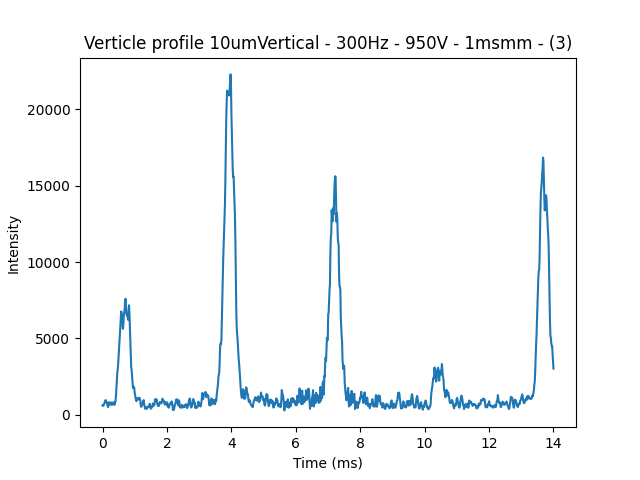 Verticle profile 10umVertical - 300Hz - 950V - 1msmm - (3)
20000
15000
10000
5000
0
Intensity
0 2 4 6 8 10 12 14
Time (ms)